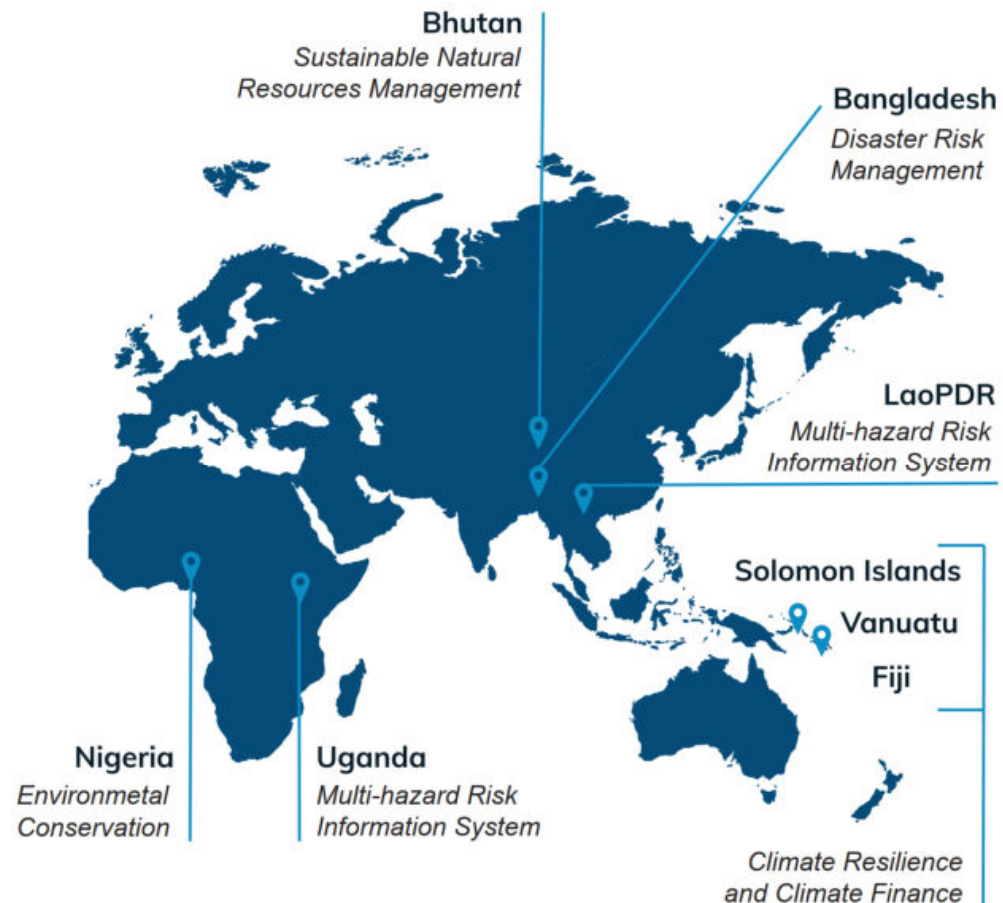 Bhutan
Sustainable Natural
Resources Management
Bangladesh
Disaster Risk
Management
LaoPDR
Multi-hazard Risk
Information System
Solomon Islands
Vanuatu
Fiji
Nigeria
Environmetal
Conservation
Uganda
Multi-hazard Risk
Information System
Climate Resilience
and Climate Finance